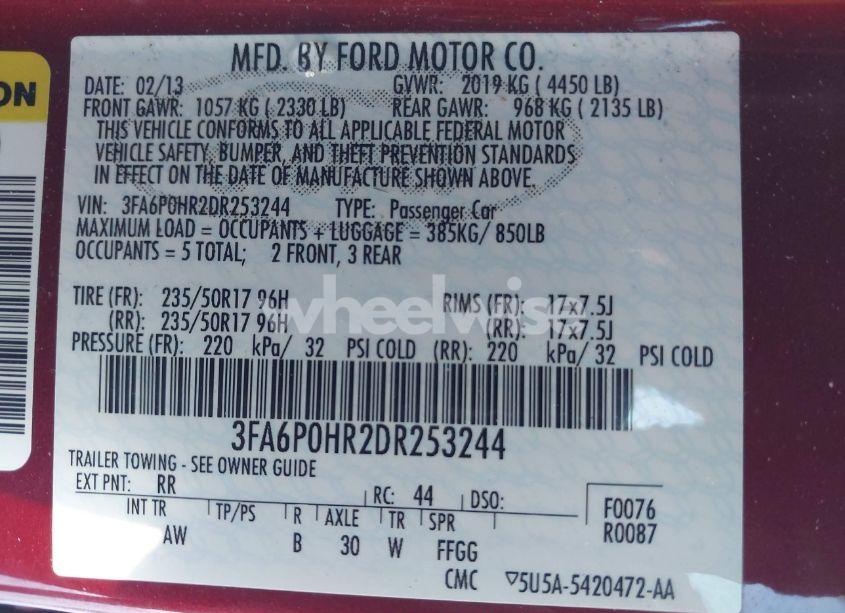 ON
MFD. BY FORD MOTOR CO.
DATE: 02/13 GVWR: 2019 KG ( 4450 LB)
FRONT GAWR: 1057 KG ( 2330 LB) REAR GAWR: 968 KG ( 2135 LB)
THIS VEHICLE CONFORMS TO ALL APPLICABLE FEDERAL MOTOR
VEHICLE SAFETY, BUMPER, AND THEFT PREVENTION STANDARDS
IN EFFECT ON THE DATE OF MANUFACTURE SHOWN ABOVE.
VIN: 3FA6P0HR2DR253244 TYPE: Passenger Car
MAXIMUM LOAD = OCCUPANTS + LUGGAGE = 385KG/ 850LB
OCCUPANTS = 5 TOTAL; 2 FRONT, 3 REAR
TIRE (FR): 235/50R17 96H RIMS (FR): 17x7.5J
(RR): 235/50R17 96H (RR): 17x7.5J
wheelwise
PRESSURE (FR): 220 kPa/ 32 PSI COLD (RR): 220 kPa/ 32 PSI COLD
3FA6P0HR2DR253244
TRAILER TOWING - SEE OWNER GUIDE
EXT PNT: RR RC: 44 DSO: F0076
INT TR TP/PS R AXLE TR SPR R0087
AW B 30 W FFGG
CMC ▽5U5A-5420472-AA